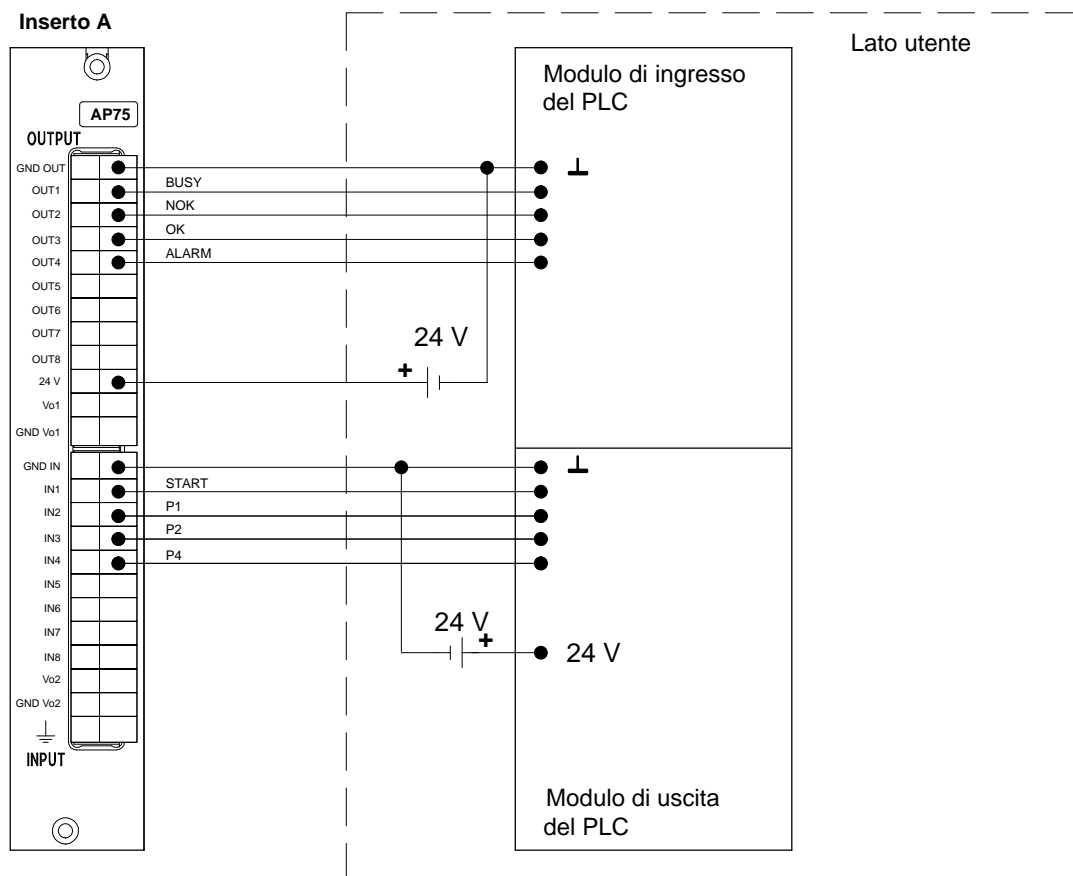 Inserto A
Lato utente
Modulo di ingresso
del PLC
AP75
OUTPUT
GND OUT
OUT1
BUSY
OUT2
NOK
OUT3
OK
OUT4
ALARM
OUT5
OUT6
OUT7
24 V
OUT8
+
24 V
Vo1
GND Vo1
GND IN
IN1
START
IN2
P1
IN3
P2
IN4
P4
IN5
IN6
24 V
+
IN7
24 V
IN8
Vo2
GND Vo2
INPUT
Modulo di uscita
del PLC